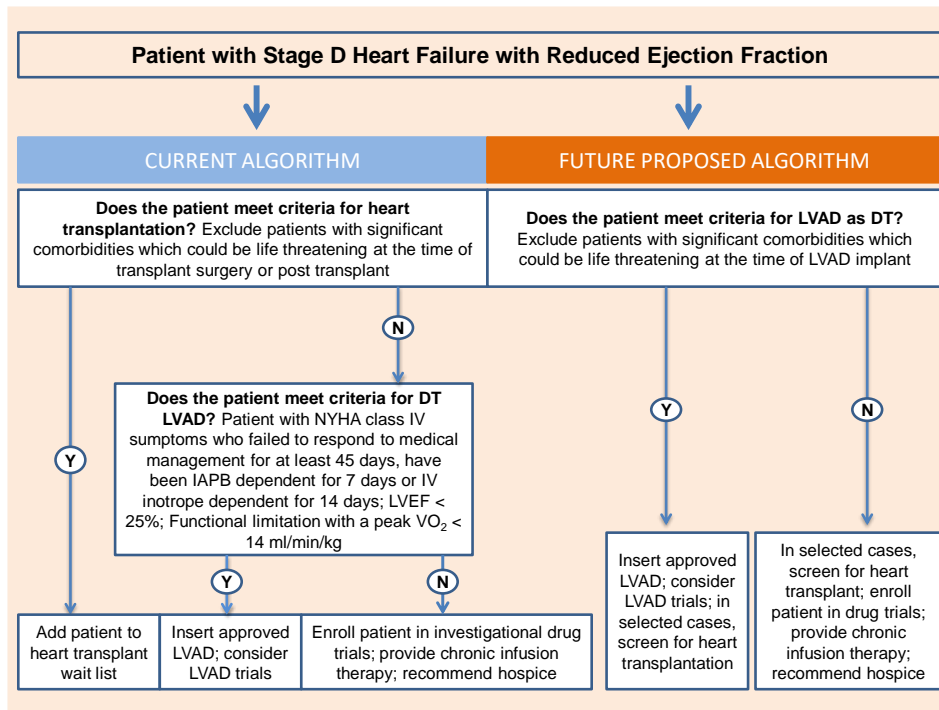 Patient with Stage D Heart Failure with Reduced Ejection Fraction
CURRENT ALGORITHM
FUTURE PROPOSED ALGORITHM
Does the patient meet criteria for heart
transplantation? Exclude patients with significant
comorbidities which could be life threatening at the time of
transplant surgery or post transplant
Does the patient meet criteria for LVAD as DT?
Exclude patients with significant comorbidities which
could be life threatening at the time of LVAD implant
N
Does the patient meet criteria for DT
LVAD? Patient with NYHA class IV
sumptoms who failed to respond to medical
management for at least 45 days, have
been IAPB dependent for 7 days or IV
inotrope dependent for 14 days; LVEF <
25%; Functional limitation with a peak VO₂ <
14 ml/min/kg
Y
Y
N
Y
N
Add patient to
heart transplant
wait list
Insert approved
LVAD; consider
LVAD trials
Enroll patient in investigational drug
trials; provide chronic infusion
therapy; recommend hospice
Insert approved
LVAD; consider
LVAD trials; in
selected cases,
screen for heart
transplantation
In selected cases,
screen for heart
transplant; enroll
patient in drug trials;
provide chronic
infusion therapy;
recommend hospice